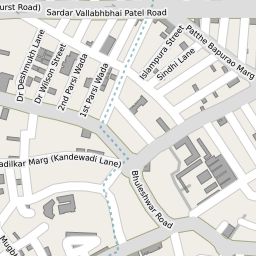 urst Road)
Sardar Vallabhbhai Patel Road
Dr Deshmukh Lane
Dr Wilson Street
2nd Parsi Wada
1st Parsi Wada
Islampura Street
Sindhi Lane
Patthe Bapurao Marg
adilkar Marg (Kandewadi Lane)
Bhuleshwar Road
Mugbh